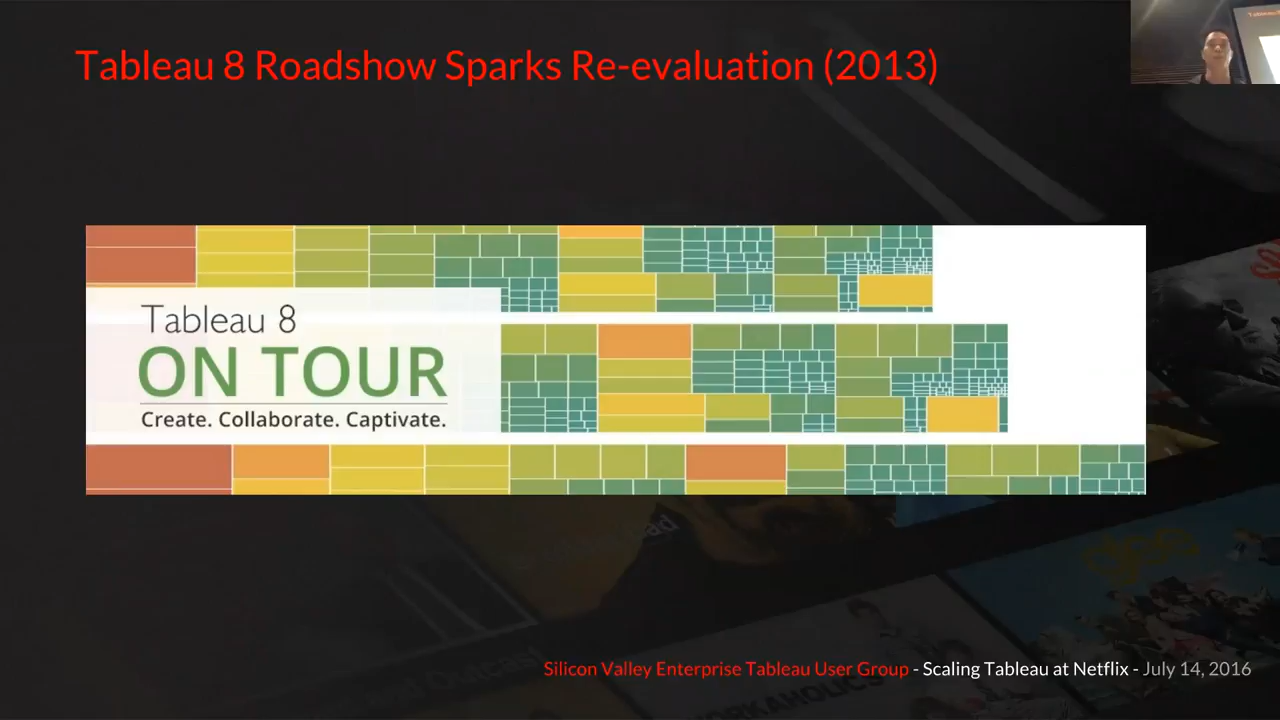 Tableau 8 Roadshow Sparks Re-evaluation (2013)
Tableau 8
ON TOUR
Create. Collaborate. Captivate.
Silicon Valley Enterprise Tableau User Group - Scaling Tableau at Netflix - July 14, 2016